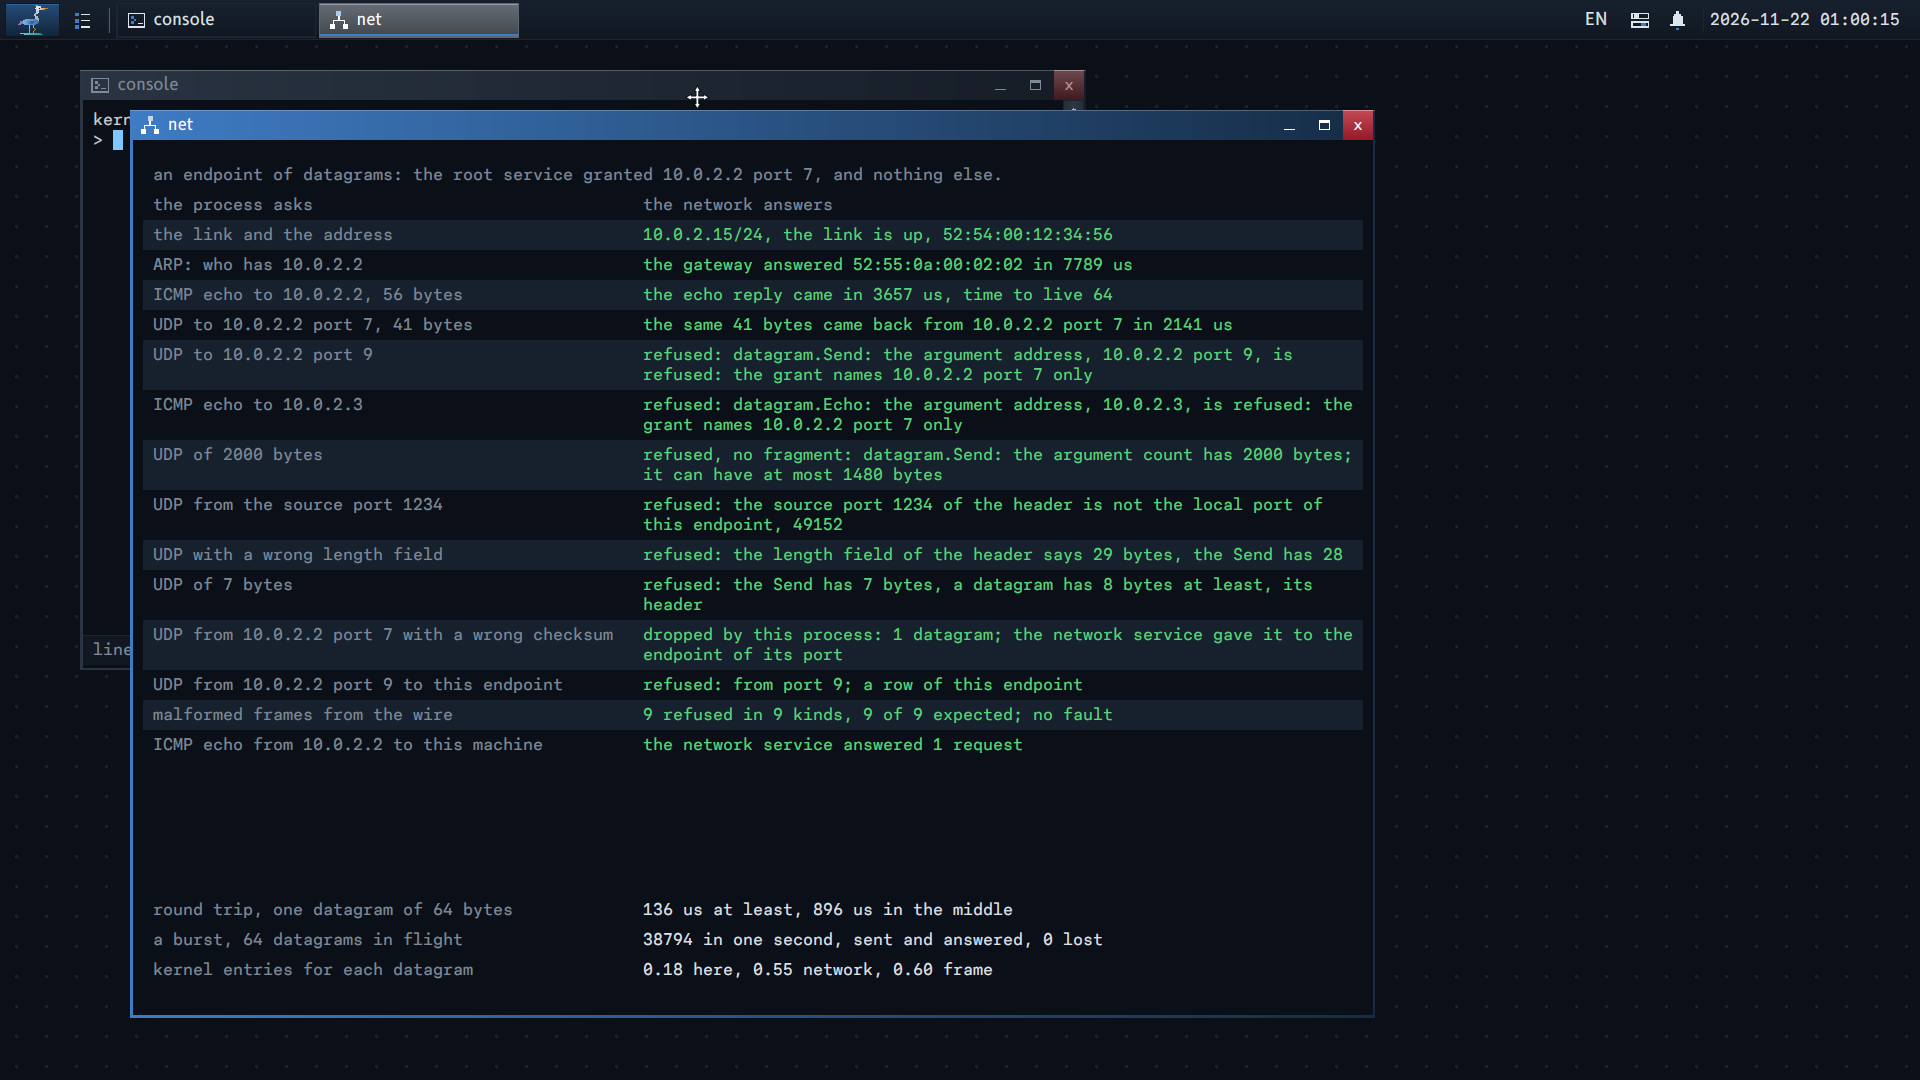 console
net
EN
2026-11-22 01:00:15
console
x
kern
>
net
x
an endpoint of datagrams: the root service granted 10.0.2.2 port 7, and nothing else.
the process asks
the network answers
the link and the address
10.0.2.15/24, the link is up, 52:54:00:12:34:56
ARP: who has 10.0.2.2
the gateway answered 52:55:0a:00:02:02 in 7789 us
ICMP echo to 10.0.2.2, 56 bytes
the echo reply came in 3657 us, time to live 64
UDP to 10.0.2.2 port 7, 41 bytes
the same 41 bytes came back from 10.0.2.2 port 7 in 2141 us
UDP to 10.0.2.2 port 9
refused: datagram.Send: the argument address, 10.0.2.2 port 9, is
refused: the grant names 10.0.2.2 port 7 only
ICMP echo to 10.0.2.3
refused: datagram.Echo: the argument address, 10.0.2.3, is refused: the
grant names 10.0.2.2 port 7 only
UDP of 2000 bytes
refused, no fragment: datagram.Send: the argument count has 2000 bytes;
it can have at most 1480 bytes
UDP from the source port 1234
refused: the source port 1234 of the header is not the local port of
this endpoint, 49152
UDP with a wrong length field
refused: the length field of the header says 29 bytes, the Send has 28
UDP of 7 bytes
refused: the Send has 7 bytes, a datagram has 8 bytes at least, its
header
UDP from 10.0.2.2 port 7 with a wrong checksum
dropped by this process: 1 datagram; the network service gave it to the
endpoint of its port
line
UDP from 10.0.2.2 port 9 to this endpoint
refused: from port 9; a row of this endpoint
malformed frames from the wire
9 refused in 9 kinds, 9 of 9 expected; no fault
ICMP echo from 10.0.2.2 to this machine
the network service answered 1 request
round trip, one datagram of 64 bytes
136 us at least, 896 us in the middle
a burst, 64 datagrams in flight
38794 in one second, sent and answered, 0 lost
kernel entries for each datagram
0.18 here, 0.55 network, 0.60 frame